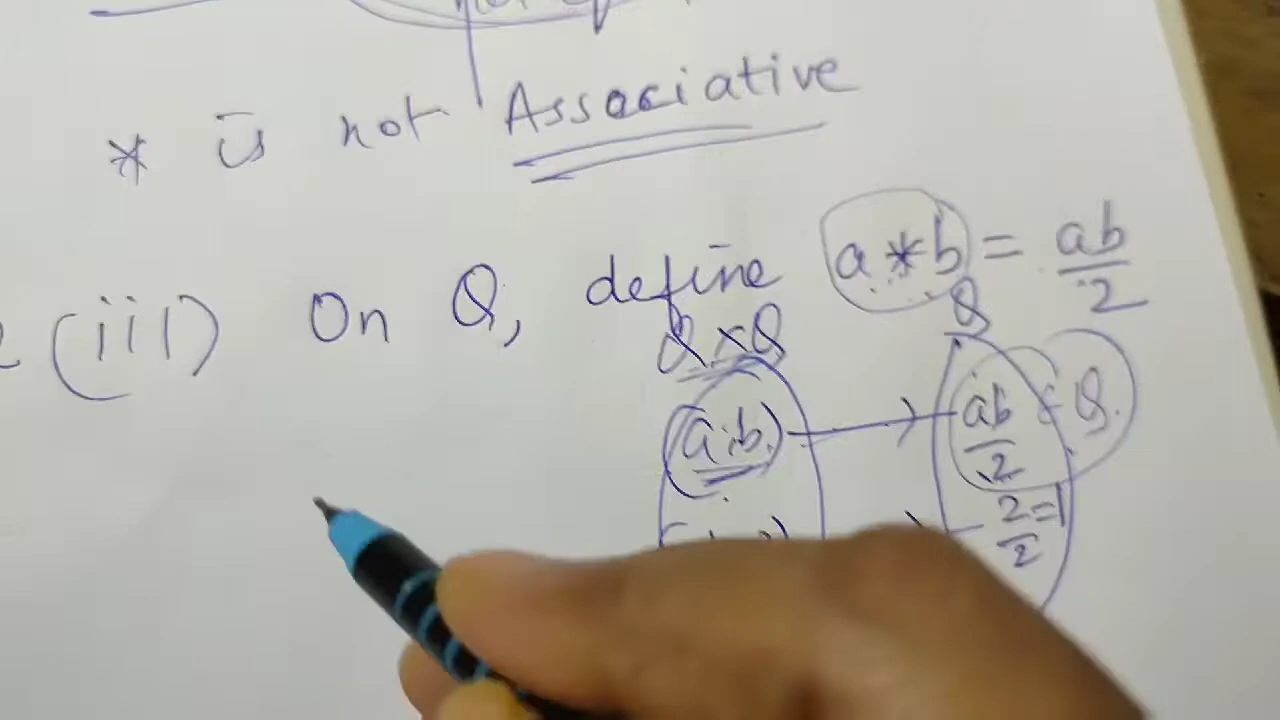 * is not Associative
(iii) On Q, define a * b = ab/2
Q × Q Q
(a, b) → ab/2 ∈ Q.
2/2 = 1